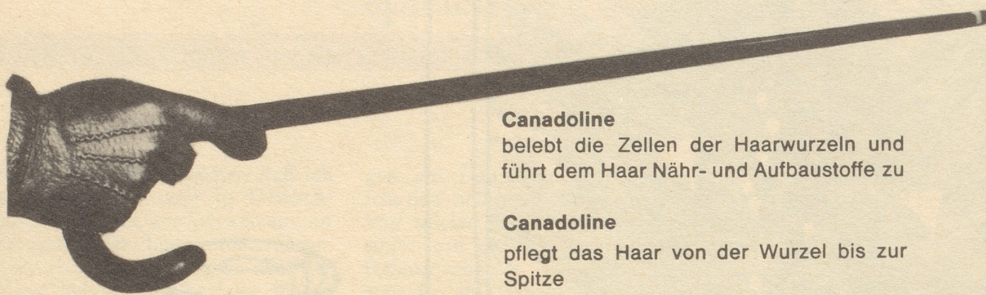 Canadoline
belebt die Zellen der Haarwurzeln und
führt dem Haar Nähr- und Aufbaustoffe zu
Canadoline
pflegt das Haar von der Wurzel bis zur
Spitze